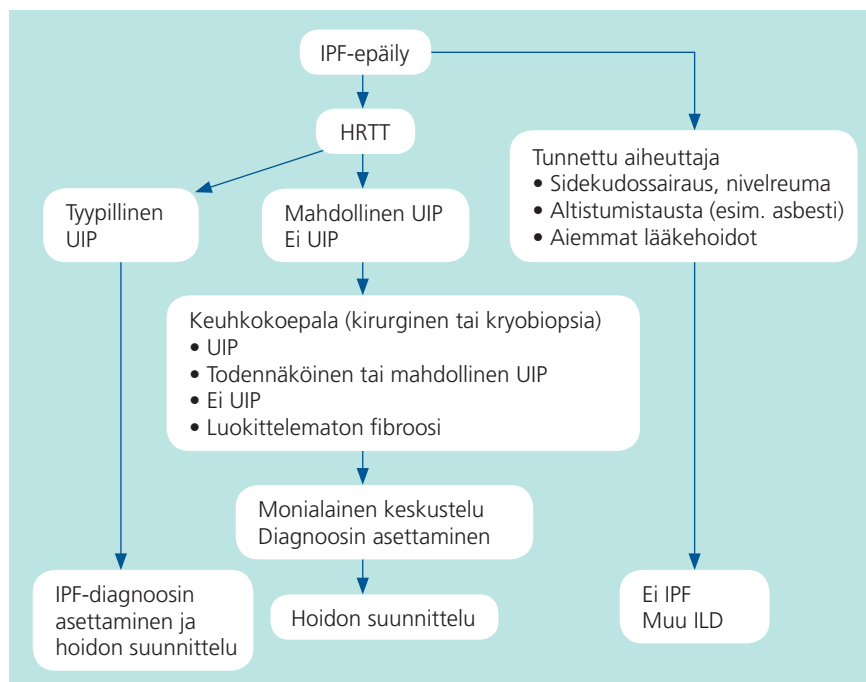 IPF-epäily
HRTT
Tunnettu aiheuttaja
• Sidekudossairaus, nivelreuma
• Altistumistausta (esim. asbesti)
• Aiemmat lääkehoidot
Tyypillinen
UIP
Mahdollinen UIP
Ei UIP
Keuhkokoepala (kirurginen tai kryobiopsia)
• UIP
• Todennäköinen tai mahdollinen UIP
• Ei UIP
• Luokittelematon fibroosi
Monialainen keskustelu
Diagnoosin asettaminen
IPF-diagnoosin
asettaminen ja
hoidon suunnittelu
Hoidon suunnittelu
Ei IPF
Muu ILD